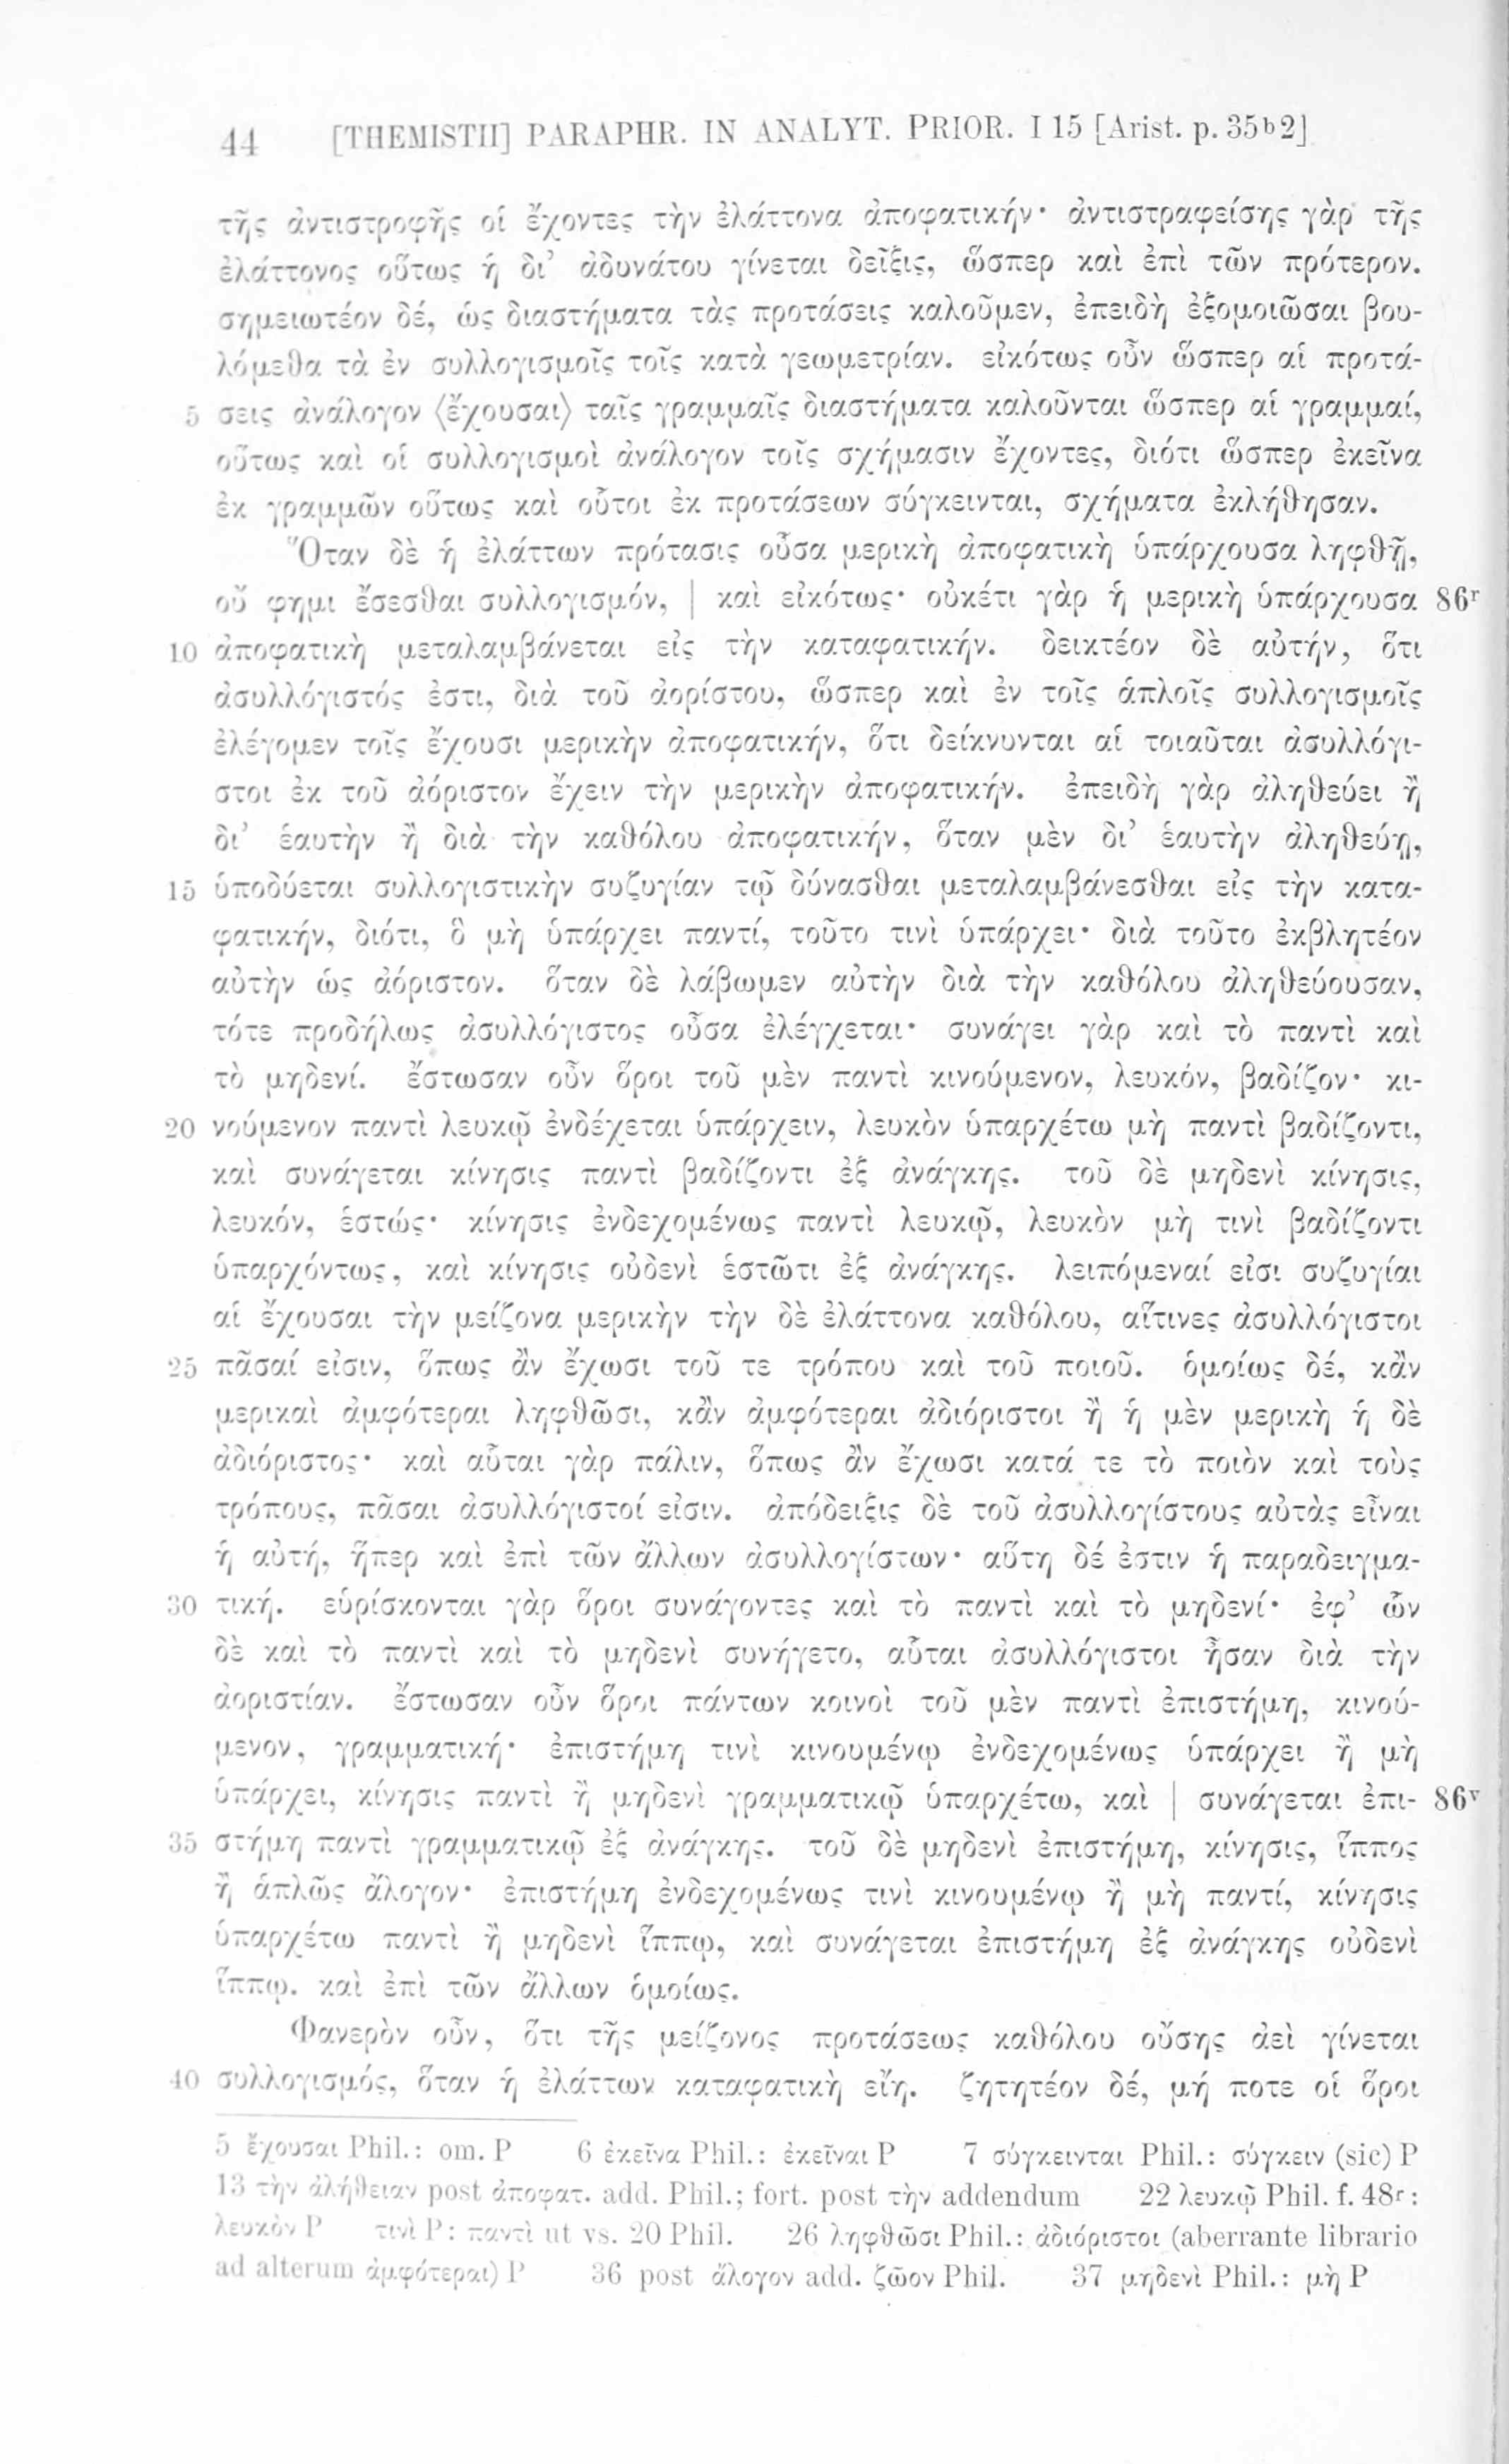 44 [THEMISTII] PARAPHR. IN ANALYT. PRIOR. I 15 [Arist. p. 35b2]
τῆς ἀντιστροφῆς οἱ ἔχοντες τὴν ἐλάττονα ἀποφατικήν· ἀντιστραφείσης γὰρ τῆς
ἐλάττονος οὕτως ἡ δι’ ἀδυνάτου γίνεται δεῖξις, ὥσπερ καὶ ἐπὶ τῶν πρότερον.
σημειωτέον δέ, ὡς διαστήματα τὰς προτάσεις καλοῦμεν, ἐπειδὴ ἐξομοιῶσαι βου-
λόμεθα τὰ ἐν συλλογισμοῖς τοῖς κατὰ γεωμετρίαν. εἰκότως οὖν ὥσπερ αἱ προτά-
5 σεις ἀνάλογον ⟨ἔχουσαι⟩ ταῖς γραμμαῖς διαστήματα καλοῦνται ὥσπερ αἱ γραμμαί,
οὕτως καὶ οἱ συλλογισμοὶ ἀνάλογον τοῖς σχήμασιν ἔχοντες, διότι ὥσπερ ἐκεῖνα
ἐκ γραμμῶν οὕτως καὶ οὗτοι ἐκ προτάσεων σύγκεινται, σχήματα ἐκλήθησαν.
Ὅταν δὲ ἡ ἐλάττων πρότασις οὖσα μερικὴ ἀποφατικὴ ὑπάρχουσα ληφθῇ,
οὔ φημι ἔσεσθαι συλλογισμόν, | καὶ εἰκότως· οὐκέτι γὰρ ἡ μερικὴ ὑπάρχουσα 86r
10 ἀποφατικὴ μεταλαμβάνεται εἰς τὴν καταφατικήν. δεικτέον δὲ αὐτήν, ὅτι
ἀσυλλόγιστός ἐστι, διὰ τοῦ ἀορίστου, ὥσπερ καὶ ἐν τοῖς ἁπλοῖς συλλογισμοῖς
ἐλέγομεν τοῖς ἔχουσι μερικὴν ἀποφατικήν, ὅτι δείκνυνται αἱ τοιαῦται ἀσυλλόγι-
στοι ἐκ τοῦ ἀόριστον ἔχειν τὴν μερικὴν ἀποφατικήν. ἐπειδὴ γὰρ ἀληθεύει ἢ
δι’ ἑαυτὴν ἢ διὰ τὴν καθόλου ἀποφατικήν, ὅταν μὲν δι’ ἑαυτὴν ἀληθεύῃ,
15 ὑποδύεται συλλογιστικὴν συζυγίαν τῷ δύνασθαι μεταλαμβάνεσθαι εἰς τὴν κατα-
φατικήν, διότι, ὃ μὴ ὑπάρχει παντί, τοῦτο τινὶ ὑπάρχει· διὰ τοῦτο ἐκβλητέον
αὐτὴν ὡς ἀόριστον. ὅταν δὲ λάβωμεν αὐτὴν διὰ τὴν καθόλου ἀληθεύουσαν,
τότε προδήλως ἀσυλλόγιστος οὖσα ἐλέγχεται· συνάγει γὰρ καὶ τὸ παντὶ καὶ
τὸ μηδενί. ἔστωσαν οὖν ὅροι τοῦ μὲν παντὶ κινούμενον, λευκόν, βαδίζον· κι-
20 νούμενον παντὶ λευκῷ ἐνδέχεται ὑπάρχειν, λευκὸν ὑπαρχέτω μὴ παντὶ βαδίζοντι,
καὶ συνάγεται κίνησις παντὶ βαδίζοντι ἐξ ἀνάγκης. τοῦ δὲ μηδενὶ κίνησις,
λευκόν, ἑστώς· κίνησις ἐνδεχομένως παντὶ λευκῷ, λευκὸν μὴ τινὶ βαδίζοντι
ὑπαρχόντως, καὶ κίνησις οὐδενὶ ἑστῶτι ἐξ ἀνάγκης. λειπόμεναί εἰσι συζυγίαι
αἱ ἔχουσαι τὴν μείζονα μερικὴν τὴν δὲ ἐλάττονα καθόλου, αἵτινες ἀσυλλόγιστοι
25 πᾶσαί εἰσιν, ὅπως ἂν ἔχωσι τοῦ τε τρόπου καὶ τοῦ ποιοῦ. ὁμοίως δέ, κἂν
μερικαὶ ἀμφότεραι ληφθῶσι, κἂν ἀμφότεραι ἀδιόριστοι ἢ ἡ μὲν μερικὴ ἡ δὲ
ἀδιόριστος· καὶ αὗται γὰρ πάλιν, ὅπως ἂν ἔχωσι κατά τε τὸ ποιὸν καὶ τοὺς
τρόπους, πᾶσαι ἀσυλλόγιστοί εἰσιν. ἀπόδειξις δὲ τοῦ ἀσυλλογίστους αὐτὰς εἶναι
ἡ αὐτή, ἥπερ καὶ ἐπὶ τῶν ἄλλων ἀσυλλογίστων· αὕτη δέ ἐστιν ἡ παραδειγμα-
30 τική. εὑρίσκονται γὰρ ὅροι συνάγοντες καὶ τὸ παντὶ καὶ τὸ μηδενί· ἐφ’ ὧν
δὲ καὶ τὸ παντὶ καὶ τὸ μηδενὶ συνήγετο, αὗται ἀσυλλόγιστοι ἦσαν διὰ τὴν
ἀοριστίαν. ἔστωσαν οὖν ὅροι πάντων κοινοὶ τοῦ μὲν παντὶ ἐπιστήμη, κινού-
μενον, γραμματική· ἐπιστήμη τινὶ κινουμένῳ ἐνδεχομένως ὑπάρχει ἢ μὴ
ὑπάρχει, κίνησις παντὶ ἢ μηδενὶ γραμματικῷ ὑπαρχέτω, καὶ | συνάγεται ἐπι- 86v
35 στήμη παντὶ γραμματικῷ ἐξ ἀνάγκης. τοῦ δὲ μηδενὶ ἐπιστήμη, κίνησις, ἵππος
ἢ ἁπλῶς ἄλογον· ἐπιστήμη ἐνδεχομένως τινὶ κινουμένῳ ἢ μὴ παντί, κίνησις
ὑπαρχέτω παντὶ ἢ μηδενὶ ἵππῳ, καὶ συνάγεται ἐπιστήμη ἐξ ἀνάγκης οὐδενὶ
ἵππῳ. καὶ ἐπὶ τῶν ἄλλων ὁμοίως.
Φανερὸν οὖν, ὅτι τῆς μείζονος προτάσεως καθόλου οὔσης ἀεὶ γίνεται
40 συλλογισμός, ὅταν ἡ ἐλάττων καταφατικὴ εἴη. ζητητέον δέ, μή ποτε οἱ ὅροι
5 ἔχουσαι Phil.: om. P 6 ἐκεῖνα Phil.: ἐκεῖναι P 7 σύγκεινται Phil.: σύγκειν (sic) P
13 τὴν ἀλήθειαν post ἀποφατ. add. Phil.; fort. post τὴν addendum 22 λευκῷ Phil. f. 48r:
λευκὸν P τινὶ P: παντὶ ut vs. 20 Phil. 26 ληφθῶσι Phil.: ἀδιόριστοι (aberrante librario
ad alterum ἀμφότεραι) P 36 post ἄλογον add. ζῶον Phil. 37 μηδενὶ Phil.: μὴ P